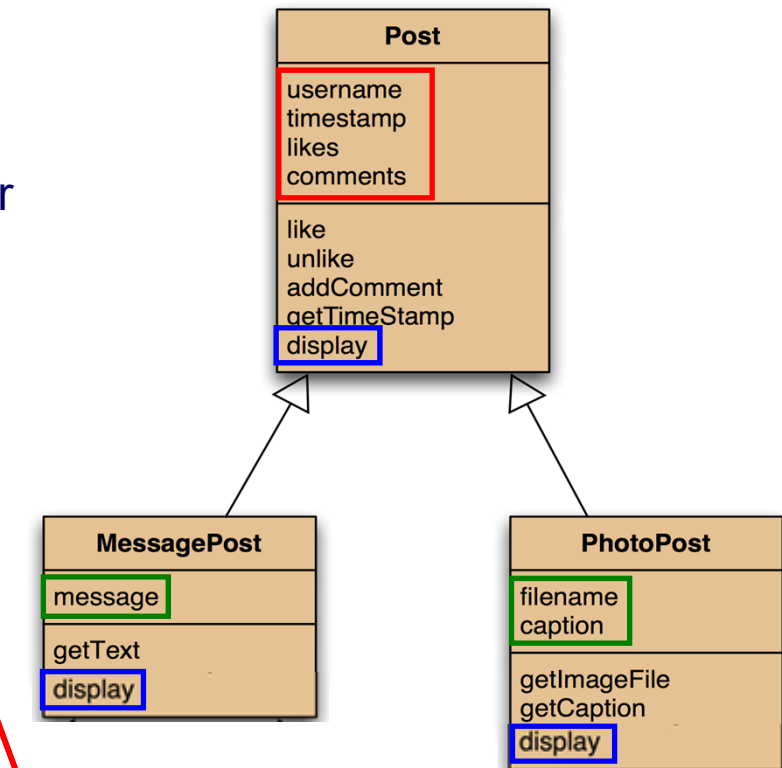 Post
username
timestamp
likes
comments
like
unlike
addComment
getTimeStamp
display
r
MessagePost
message
getText
display
PhotoPost
filename
caption
getImageFile
getCaption
display